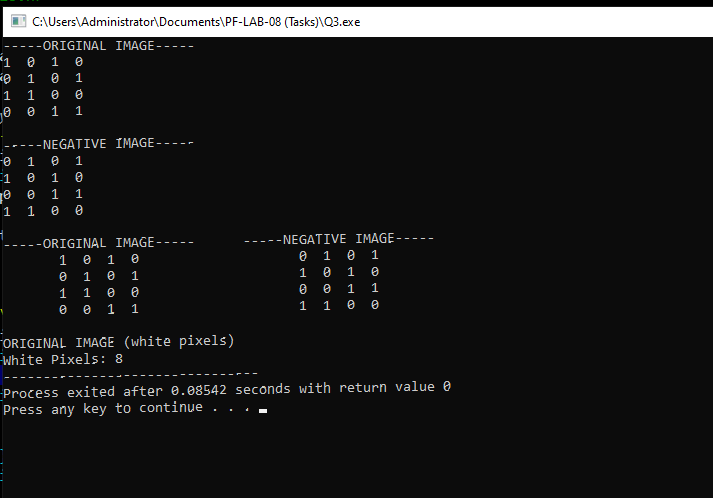 C:\Users\Administrator\Documents\PF-LAB-08 (Tasks)\Q3.exe
-----ORIGINAL IMAGE-----
1 0 1 0
0 1 0 1
1 1 0 0
0 0 1 1
-----NEGATIVE IMAGE-----
0 1 0 1
1 0 1 0
0 0 1 1
1 1 0 0
-----ORIGINAL IMAGE----- -----NEGATIVE IMAGE-----
1 0 1 0 0 1 0 1
0 1 0 1 1 0 1 0
1 1 0 0 0 0 1 1
0 0 1 1 1 1 0 0
ORIGINAL IMAGE (white pixels)
White Pixels: 8
--------------------------------
Process exited after 0.08542 seconds with return value 0
Press any key to continue . . .